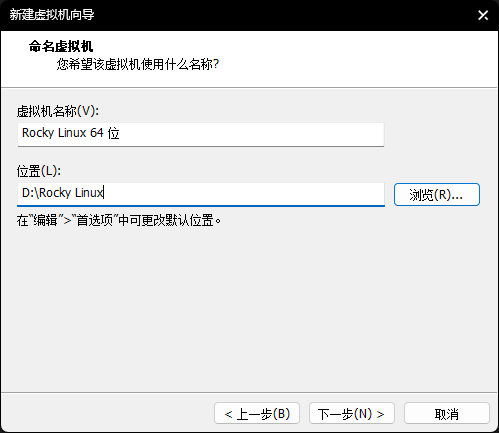 新建虚拟机向导
命名虚拟机
您希望该虚拟机使用什么名称?
虚拟机名称(V):
Rocky Linux 64 位
位置(L):
D:\Rocky Linux
浏览(R)...
在“编辑”>“首选项”中可更改默认位置。
< 上一步(B)
下一步(N) >
取消